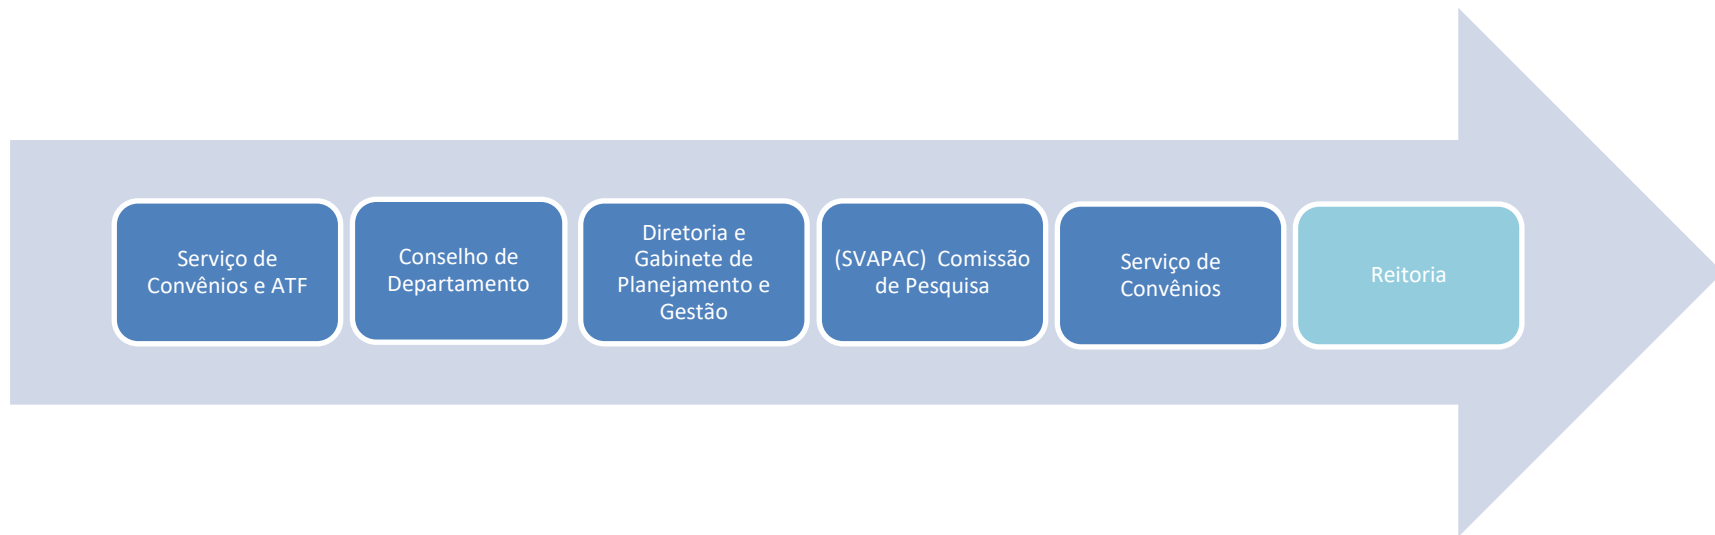 Serviço de
Convênios e ATF
Conselho de
Departamento
Diretoria e
Gabinete de
Planejamento e
Gestão
(SVAPAC)  Comissão
de Pesquisa
Serviço de
Convênios
Reitoria